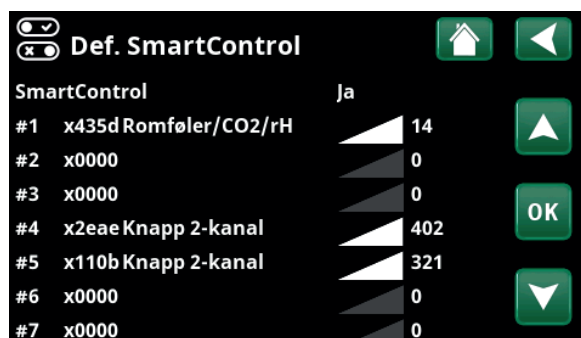 Def. SmartControl
SmartControl Ja
#1 x435d Romføler/CO2/rH 14
#2 x0000 0
#3 x0000 0
#4 x2eae Knapp 2-kanal 402
#5 x110b Knapp 2-kanal 321
#6 x0000 0
#7 x0000 0
OK